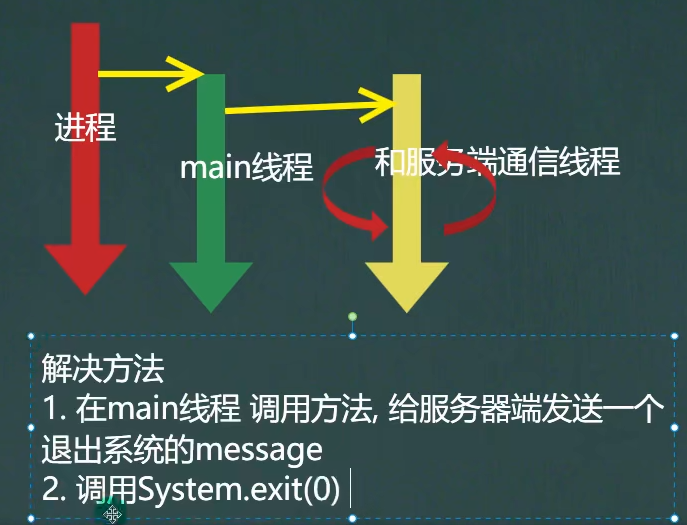 进程
main线程
和服务端通信线程
解决方法
1. 在main线程 调用方法, 给服务器端发送一个
退出系统的message
2. 调用System.exit(0)